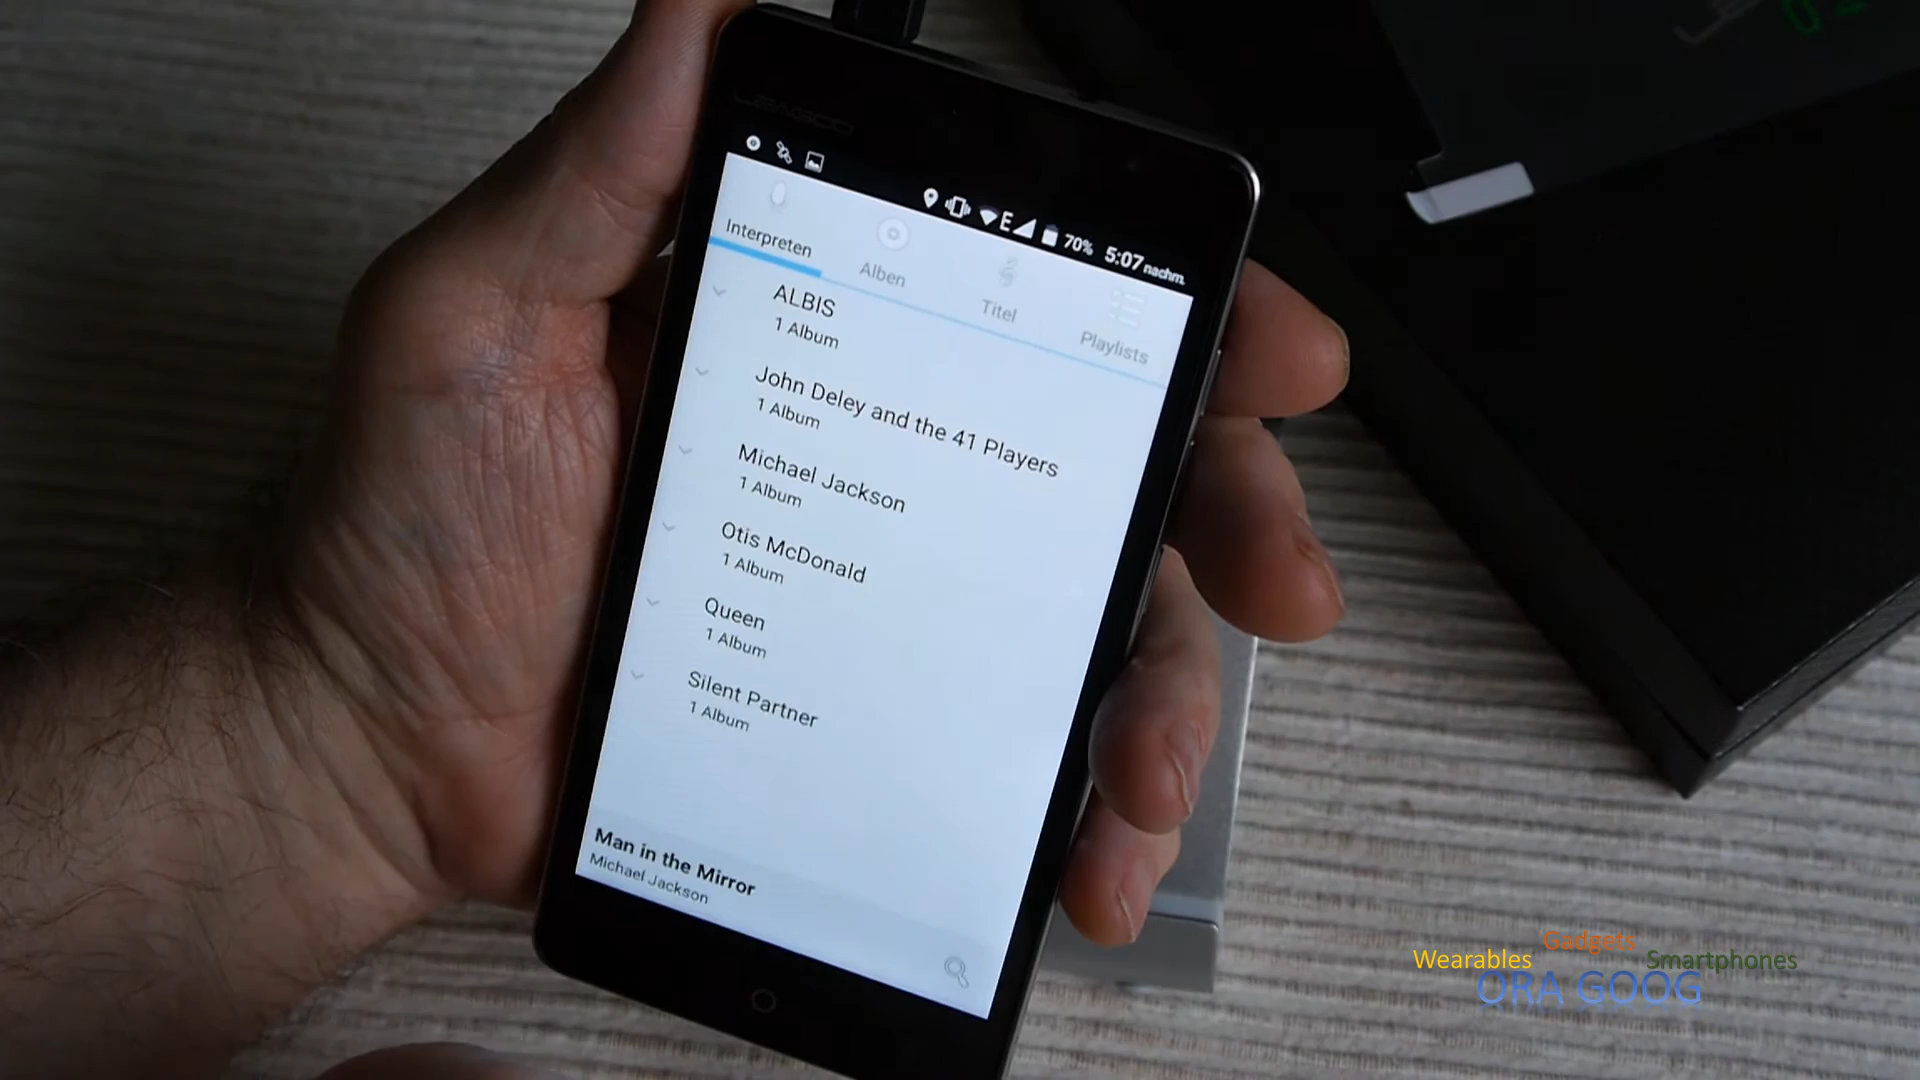 LEAGOO
E 70% 5:07 nachm.
Interpreten
Alben
Titel
Playlists
ALBIS
1 Album
John Deley and the 41 Players
1 Album
Michael Jackson
1 Album
Otis McDonald
1 Album
Queen
1 Album
Silent Partner
1 Album
Man in the Mirror
Michael Jackson
Gadgets
Wearables
Smartphones
ORA GOOG